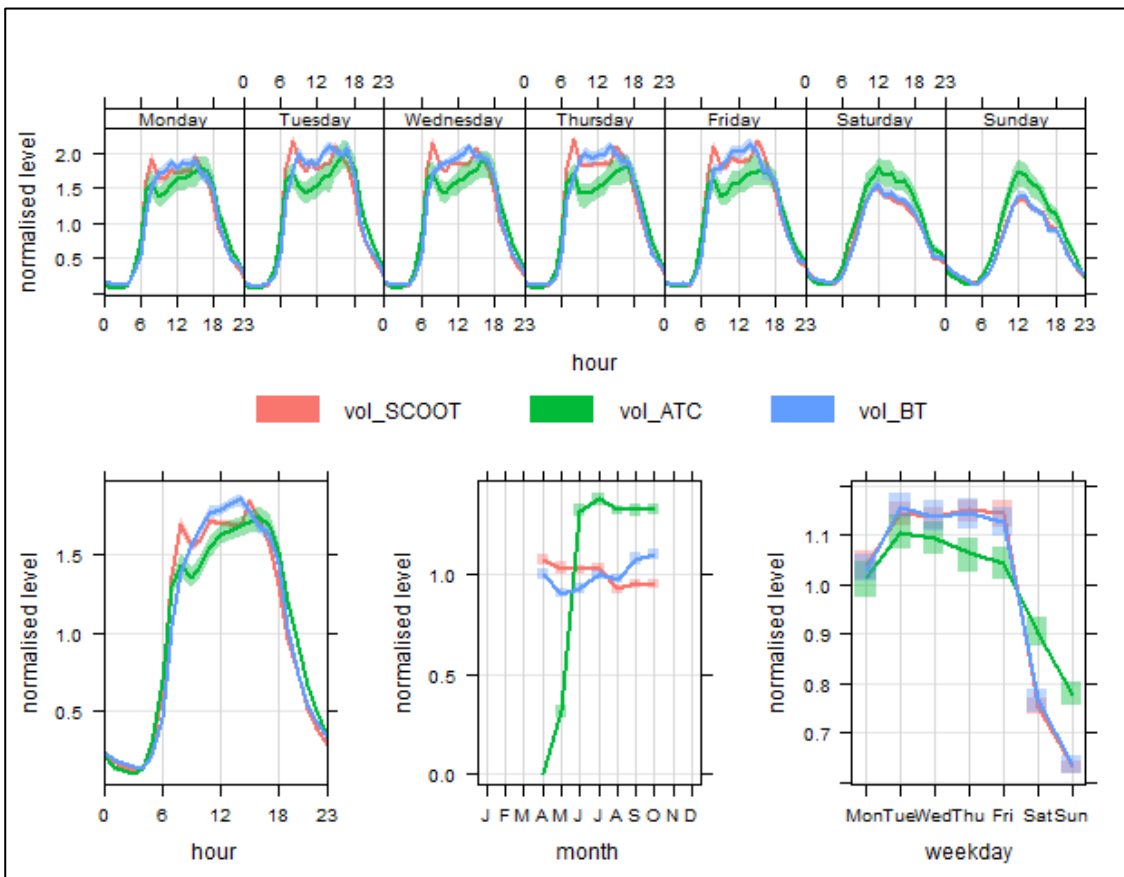 0 6 12 18 23 0 6 12 18 23 0 6 12 18 23
Monday Tuesday Wednesday Thursday Friday Saturday Sunday
normalised level
2.0
1.5
1.0
0.5
0 6 12 18 23 0 6 12 18 23 0 6 12 18 23 0 6 12 18 23
hour
vol_SCOOT vol_ATC vol_BT
normalised level
1.5
1.0
0.5
0 6 12 18 23
hour
normalised level
1.0
0.5
0.0
J F M A M J J A S O N D
month
normalised level
1.1
1.0
0.9
0.8
0.7
Mon Tue Wed Thu Fri Sat Sun
weekday